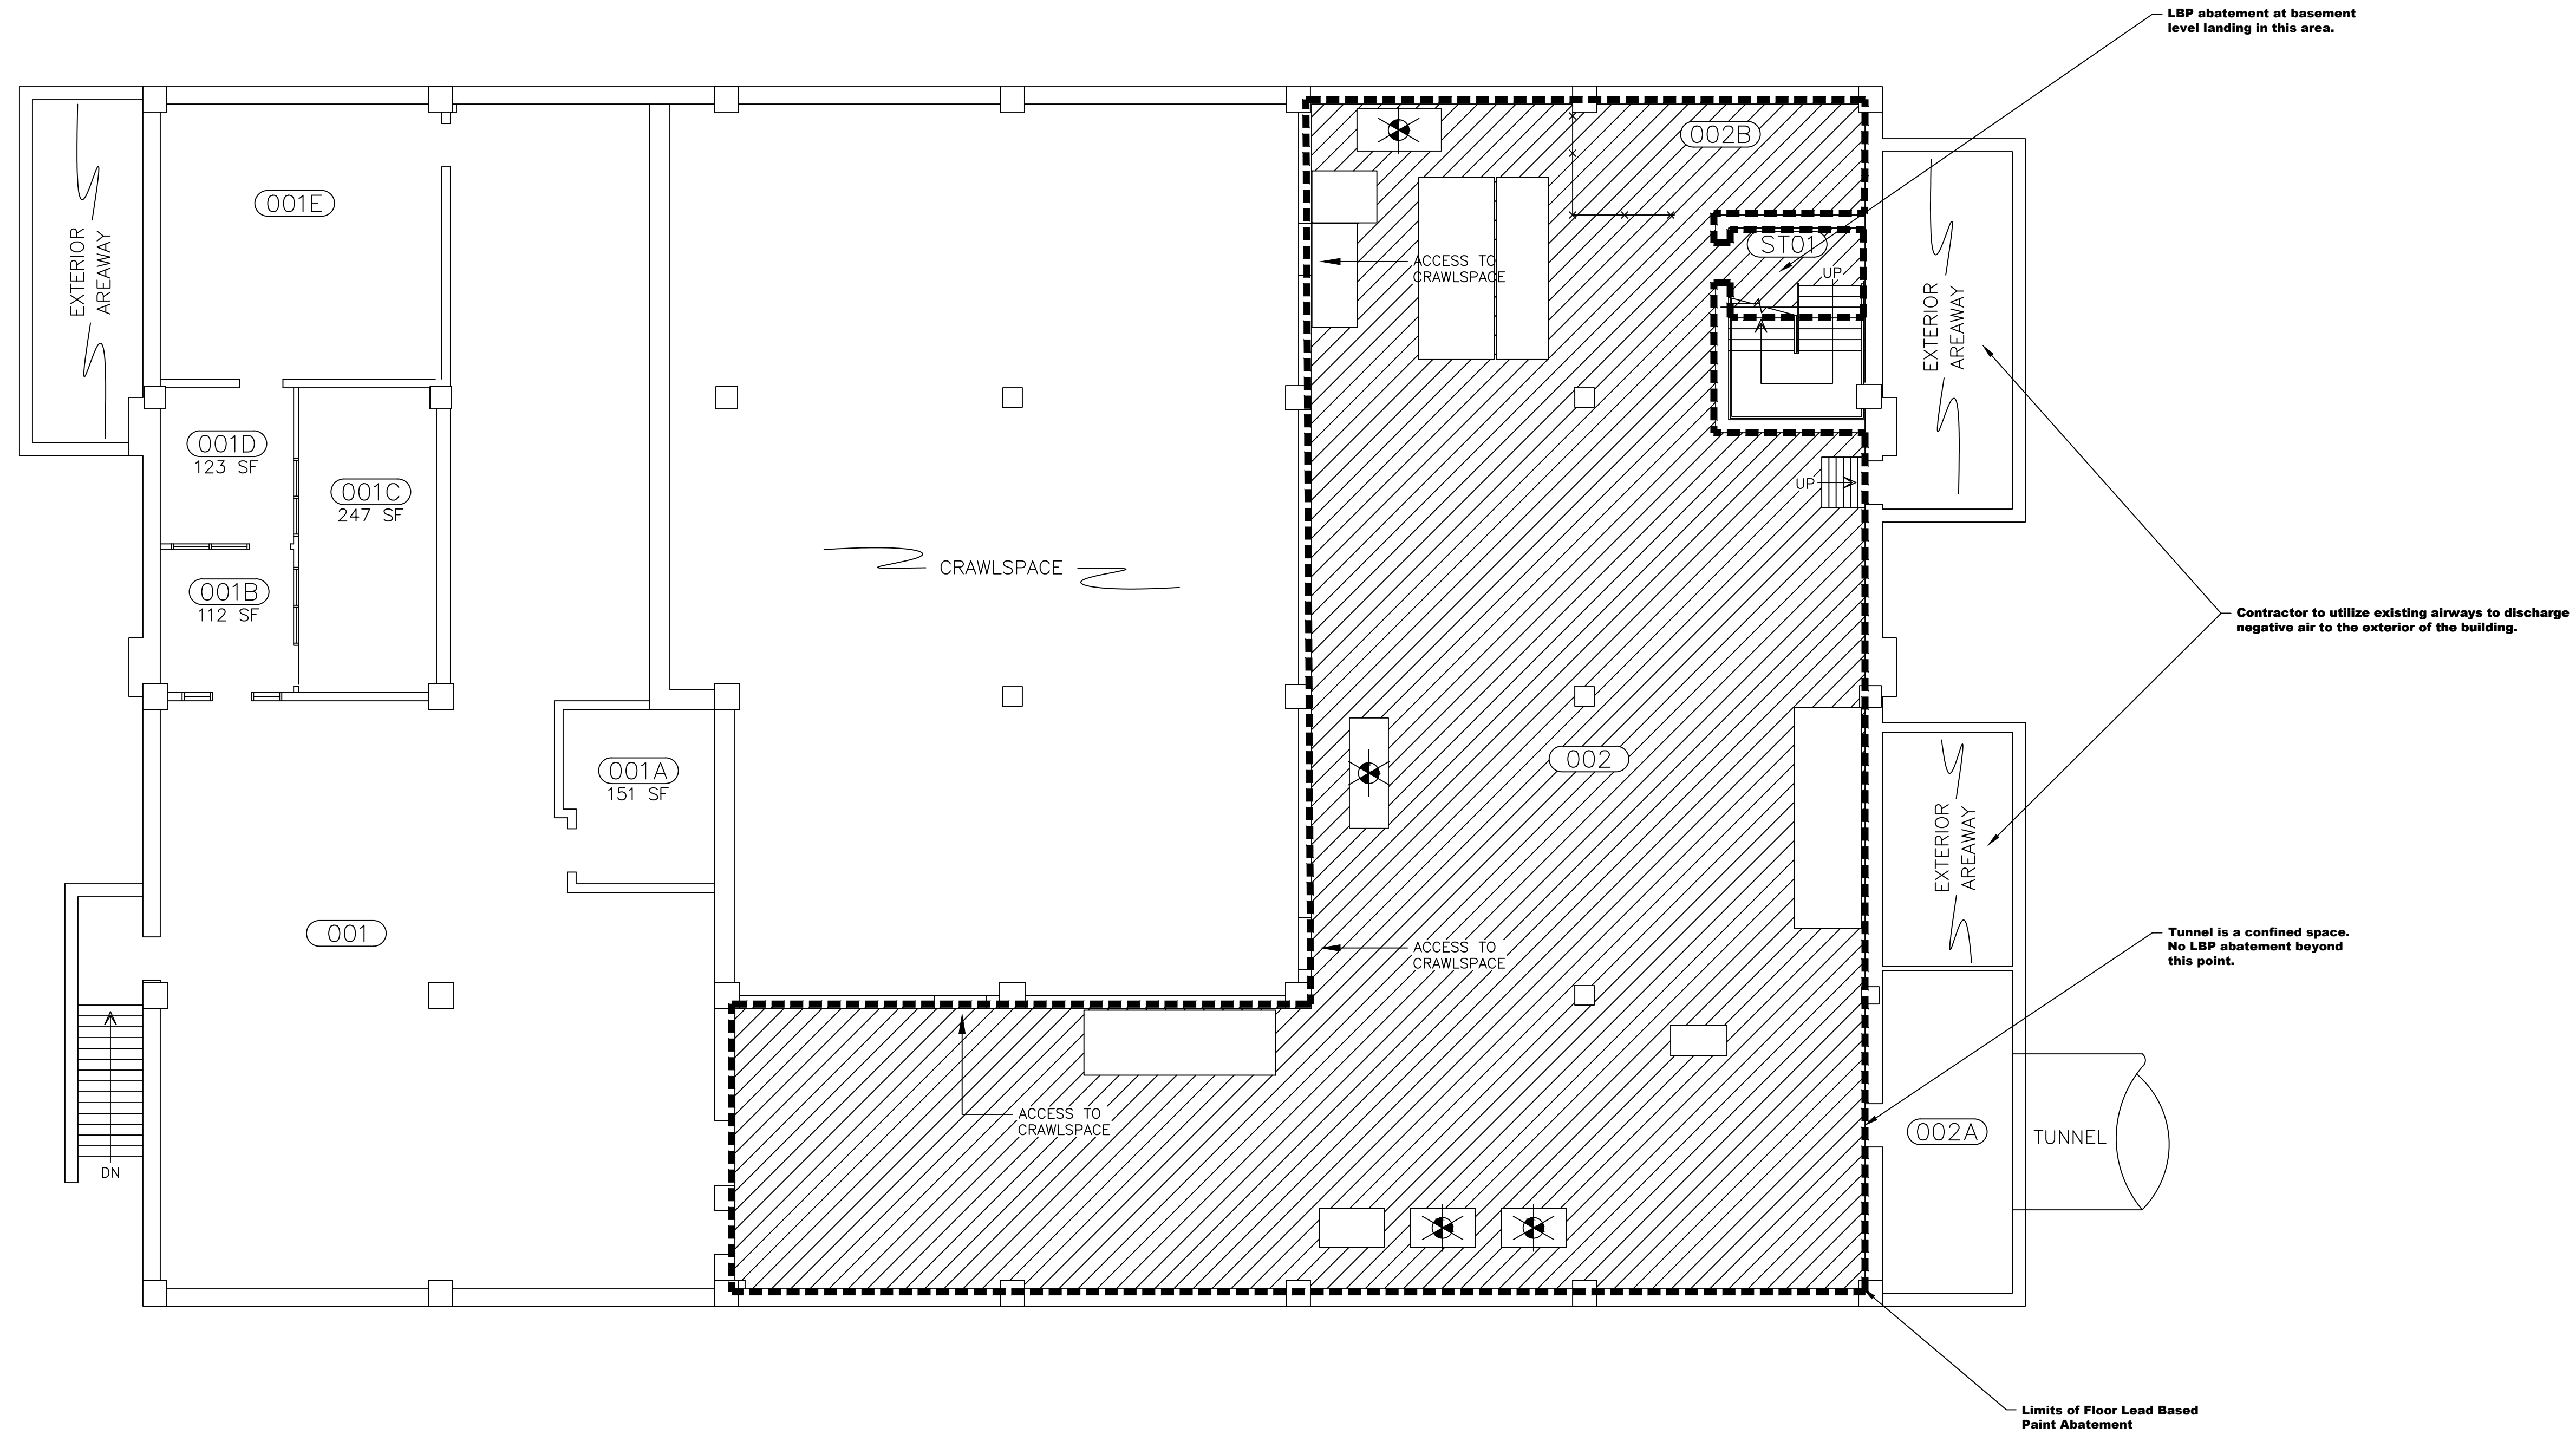 LBP abatement at basement
level landing in this area.
002B
001E
EXTERIOR
AREAWAY
ST01
UP
ACCESS TO
CRAWLSPACE
EXTERIOR
AREAWAY
001D
123 SF
001C
247 SF
UP
CRAWLSPACE
001B
112 SF
Contractor to utilize existing airways to discharge
negative air to the exterior of the building.
002
001A
151 SF
EXTERIOR
AREAWAY
001
ACCESS TO
CRAWLSPACE
Tunnel is a confined space.
No LBP abatement beyond
this point.
ACCESS TO
CRAWLSPACE
002A
TUNNEL
DN
Limits of Floor Lead Based
Paint Abatement